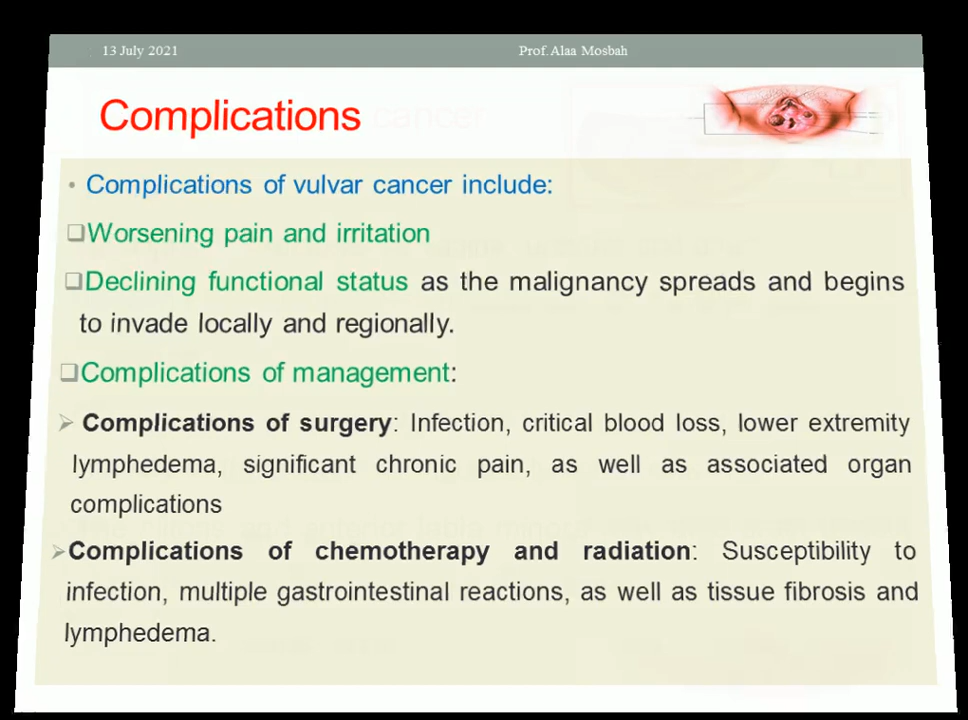 13 July 2021 Prof. Alaa Mosbah
Complications
• Complications of vulvar cancer include:
❑Worsening pain and irritation
❑Declining functional status as the malignancy spreads and begins
to invade locally and regionally.
❑Complications of management:
➢ Complications of surgery: Infection, critical blood loss, lower extremity
lymphedema, significant chronic pain, as well as associated organ
complications
➢Complications of chemotherapy and radiation: Susceptibility to
infection, multiple gastrointestinal reactions, as well as tissue fibrosis and
lymphedema.